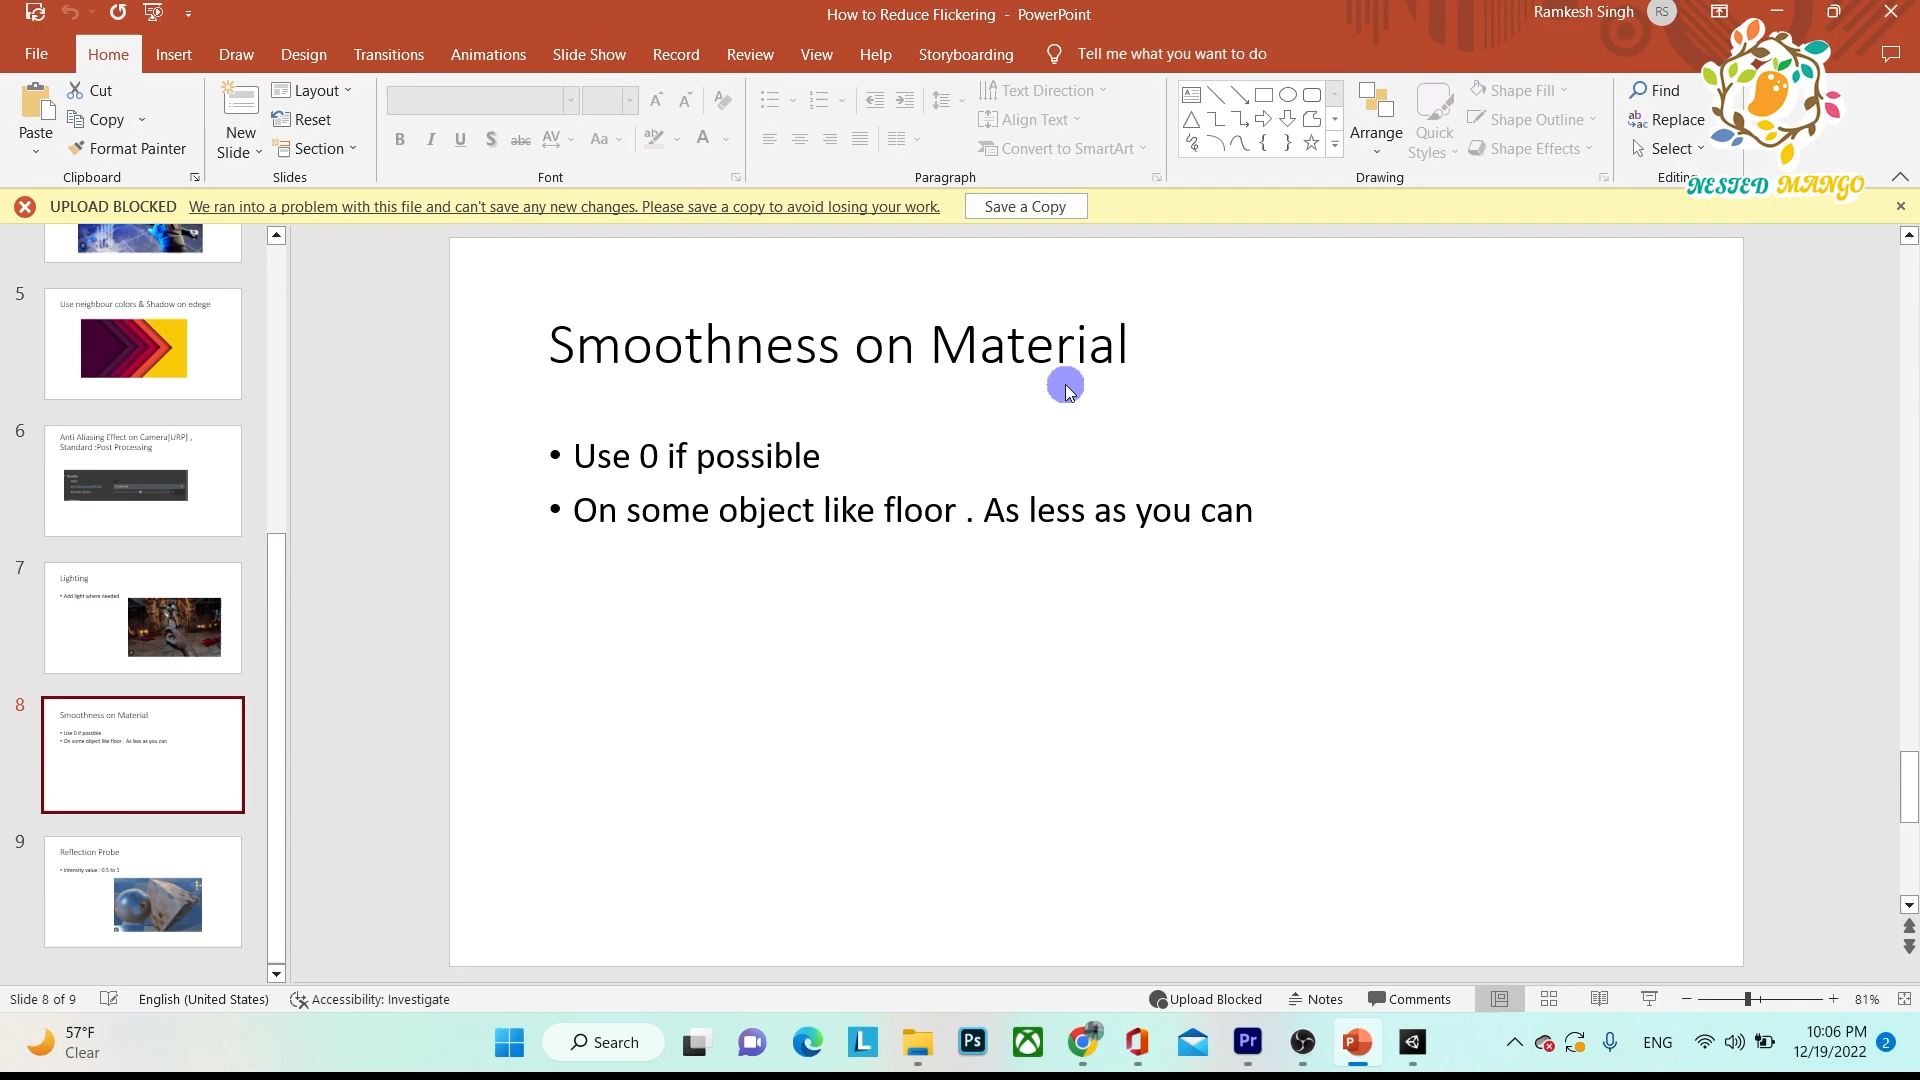 How to Reduce Flickering - PowerPoint
Ramkesh Singh
RS
File
Home
Insert
Draw
Design
Transitions
Animations
Slide Show
Record
Review
View
Help
Storyboarding
Tell me what you want to do
Paste
Cut
Copy
Format Painter
Clipboard
New
Slide
Layout
Reset
Section
Slides
B I U S abc AV Aa A
Font
Text Direction
Align Text
Convert to SmartArt
Paragraph
Arrange
Quick
Styles
Shape Fill
Shape Outline
Shape Effects
Drawing
Find
Replace
Select
NESTED MANGO
UPLOAD BLOCKED We ran into a problem with this file and can't save any new changes. Please save a copy to avoid losing your work.
Save a Copy
5
Use neighbour colors & Shadow on edege
6
Anti Aliasing Effect on Camera[URP] ,
Standard :Post Processing
7
Lighting
• Add light where needed
8
Smoothness on Material
• Use 0 if possible
• On some object like floor . As less as you can
9
Reflection Probe
• Intensity value : 0.5 to 1
Smoothness on Material
• Use 0 if possible
• On some object like floor . As less as you can
Slide 8 of 9
English (United States)
Accessibility: Investigate
Upload Blocked
Notes
Comments
81%
57°F
Clear
Search
L
Ps
Pr
P
ENG
10:06 PM
12/19/2022
2